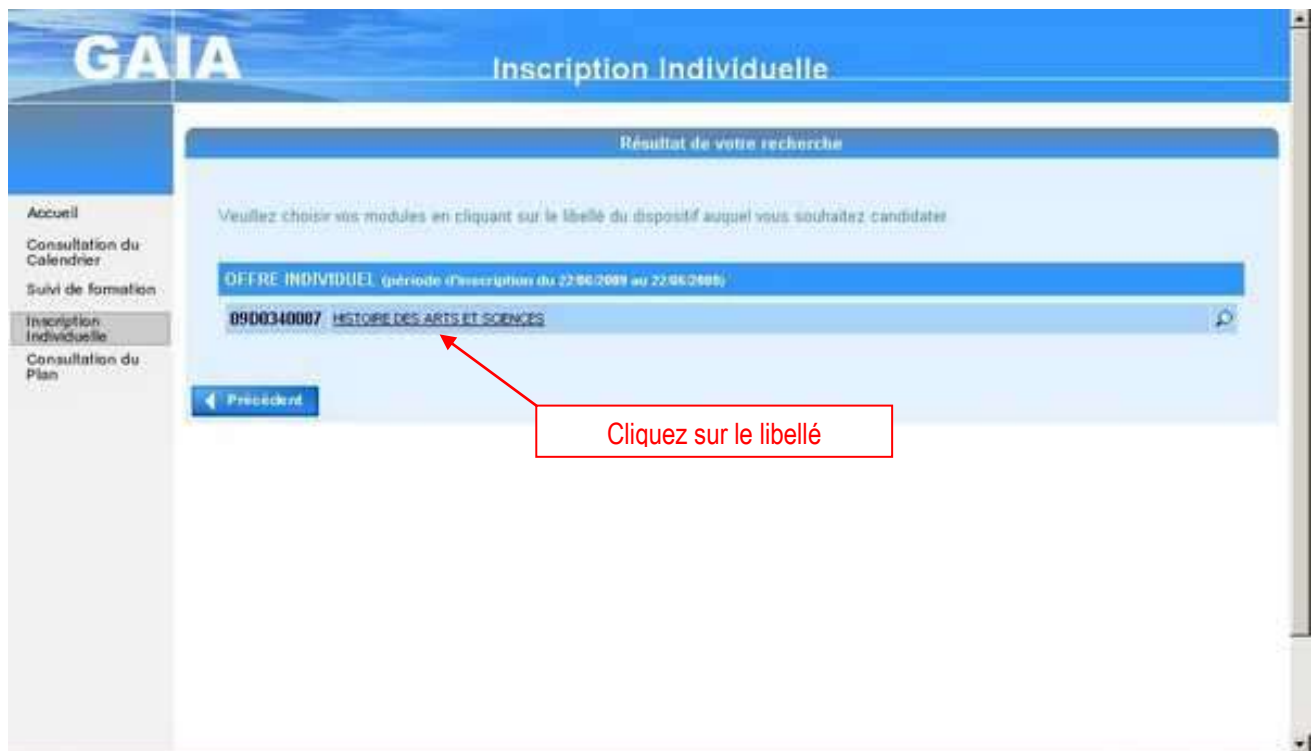 GAIA
Inscription Individuelle
Résultat de votre recherche
Accueil
Consultation du
Calendrier
Suivi de formation
Inscription
Individuelle
Consultation du
Plan
Veuillez choisir vos modules en cliquant sur le libellé du dispositif auquel vous souhaitez candidater
OFFRE INDIVIDUEL (période d'inscription du 22/06/2009 au 22/06/2009)
09D0340007 HISTOIRE DES ARTS ET SCIENCES
Précédent
Cliquez sur le libellé